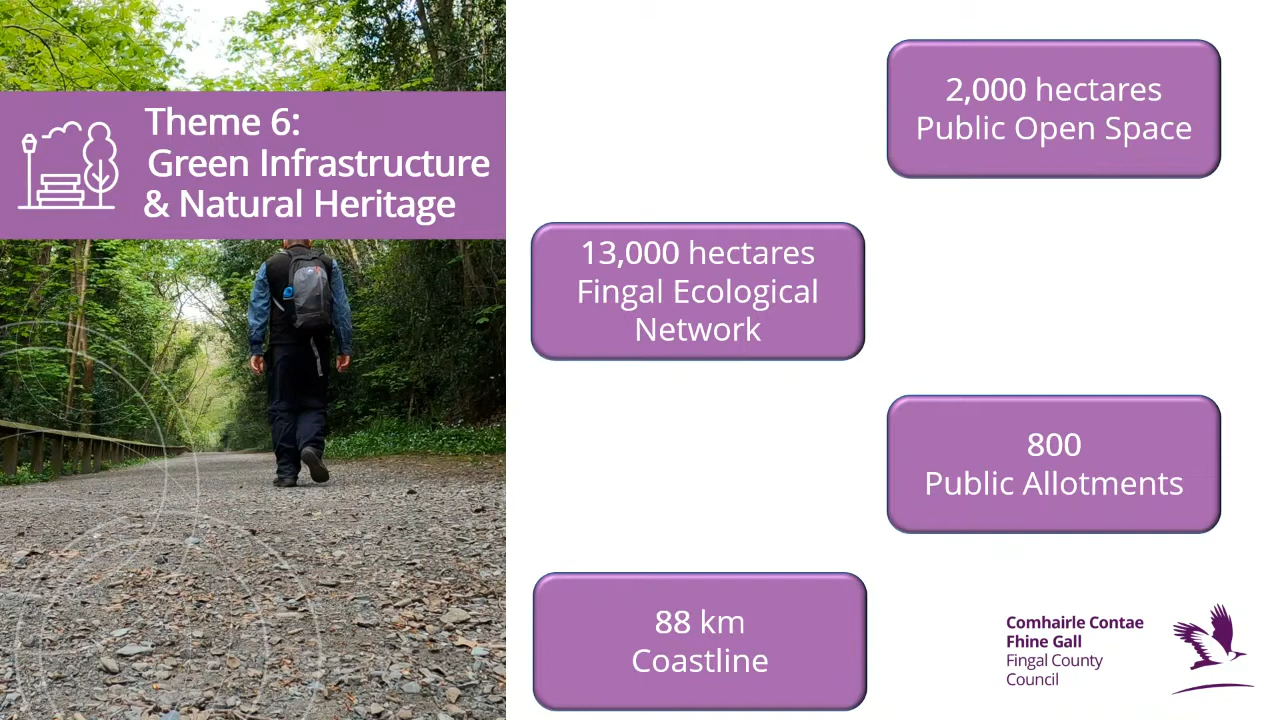 Theme 6:
Green Infrastructure
& Natural Heritage
2,000 hectares
Public Open Space
13,000 hectares
Fingal Ecological
Network
800
Public Allotments
88 km
Coastline
Comhairle Contae
Fhine Gall
Fingal County
Council